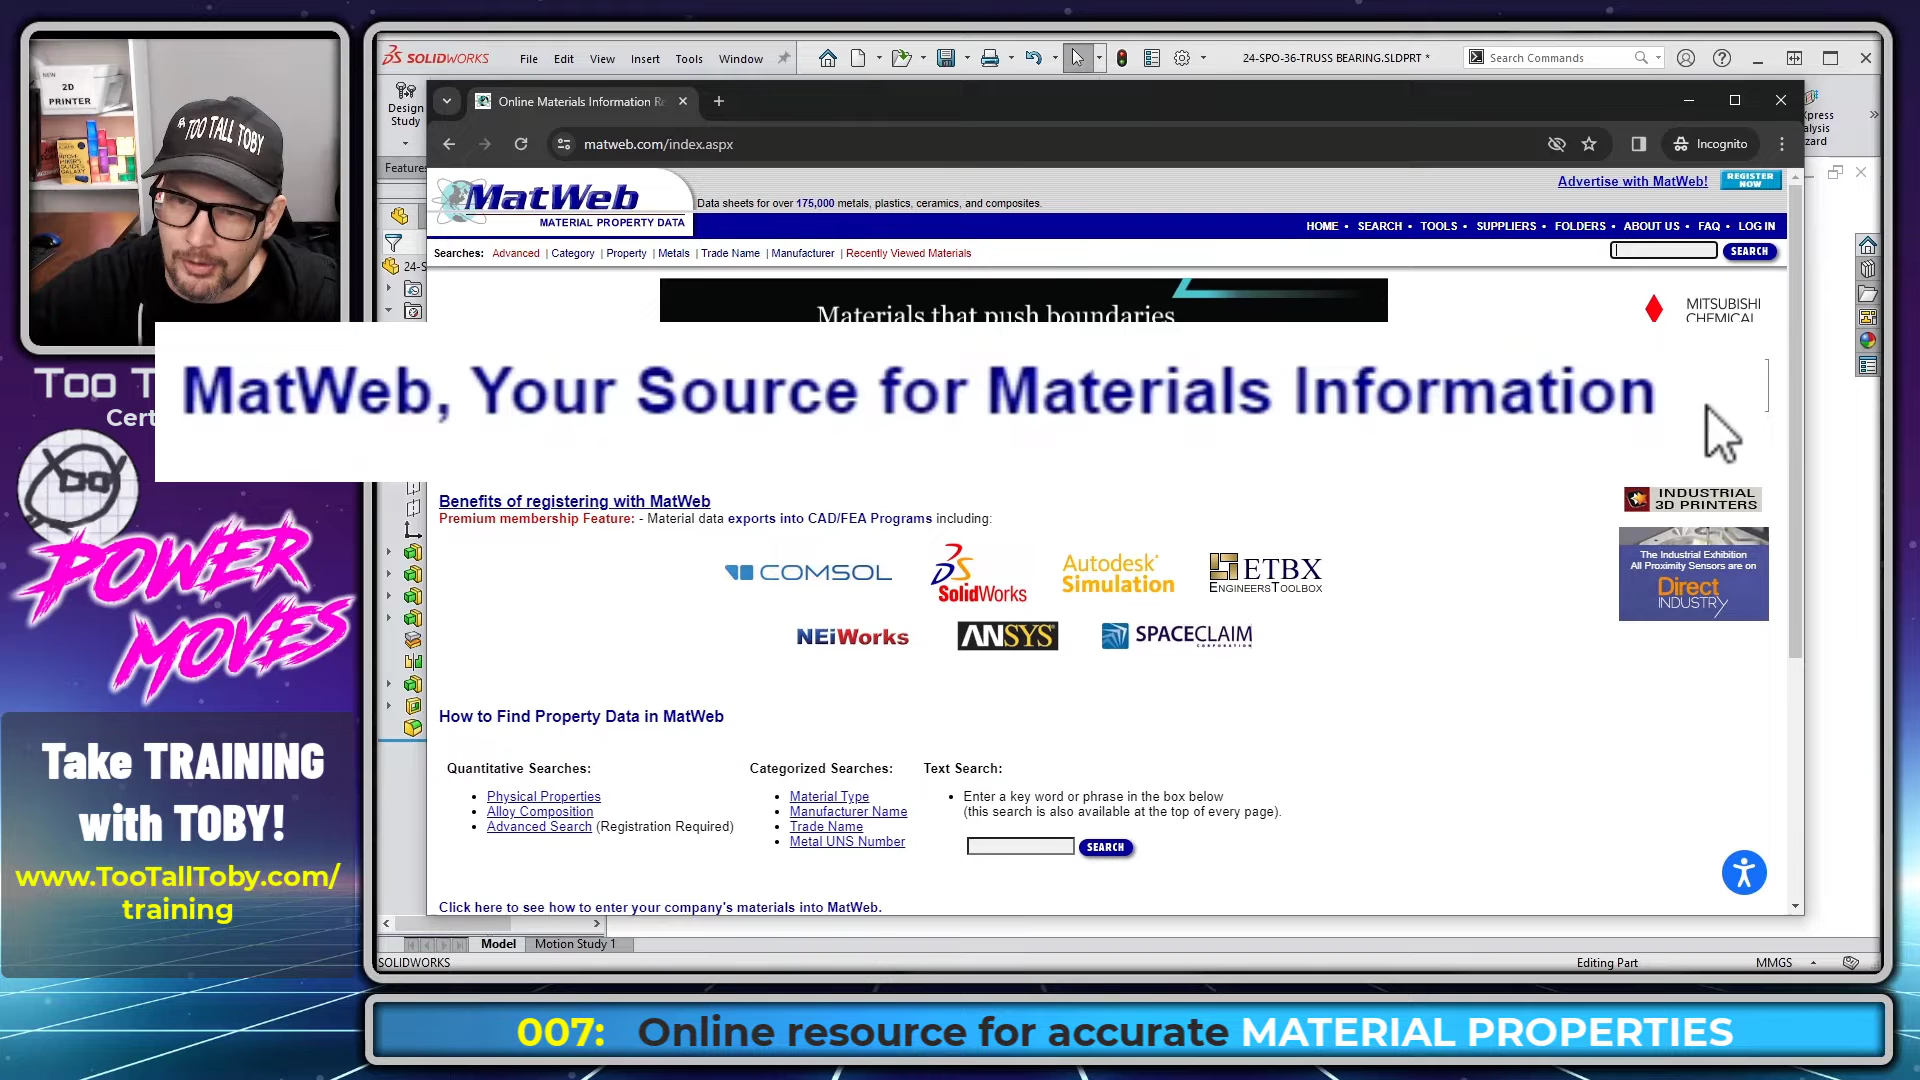 NEW
2D
PRINTER
TOO TALL TOBY
SOLIDWORKS
File Edit View Insert Tools Window
24-SPO-36-TRUSS BEARING.SLDPRT *
Search Commands
Design
Study
Features
Online Materials Information Re
matweb.com/index.aspx
Incognito
MatWeb
MATERIAL PROPERTY DATA
Data sheets for over 175,000 metals, plastics, ceramics, and composites.
Advertise with MatWeb!
REGISTER
NOW
HOME • SEARCH • TOOLS • SUPPLIERS • FOLDERS • ABOUT US • FAQ • LOG IN
Searches: Advanced | Category | Property | Metals | Trade Name | Manufacturer | Recently Viewed Materials
SEARCH
Materials that push boundaries
MITSUBISHI
CHEMICAL
MatWeb, Your Source for Materials Information
Too T
Cert
24-S
Benefits of registering with MatWeb
Premium membership Feature: - Material data exports into CAD/FEA Programs including:
COMSOL
SolidWorks
Autodesk
Simulation
ETBX
ENGINEERSTOOLBOX
NEiWorks
ANSYS
SPACECLAIM
CORPORATION
INDUSTRIAL
3D PRINTERS
The Industrial Exhibition
All Proximity Sensors are on
Direct
INDUSTRY
How to Find Property Data in MatWeb
Quantitative Searches:
Physical Properties
Alloy Composition
Advanced Search (Registration Required)
Categorized Searches:
Material Type
Manufacturer Name
Trade Name
Metal UNS Number
Text Search:
Enter a key word or phrase in the box below
(this search is also available at the top of every page).
SEARCH
Click here to see how to enter your company's materials into MatWeb.
Model Motion Study 1
SOLIDWORKS
Editing Part
MMGS
POWER
MOVES
Take TRAINING
with TOBY!
www.TooTallToby.com/
training
007: Online resource for accurate MATERIAL PROPERTIES